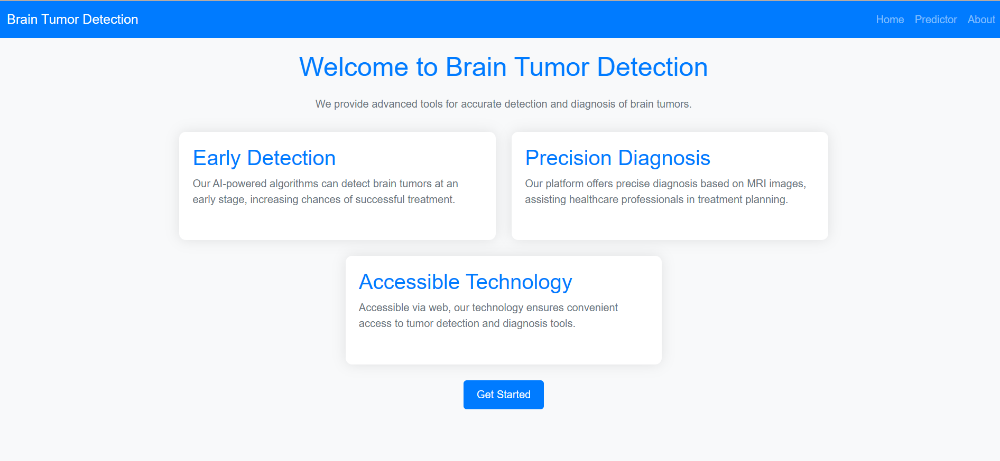 Brain Tumor Detection
Home Predictor About
Welcome to Brain Tumor Detection
We provide advanced tools for accurate detection and diagnosis of brain tumors.
Early Detection
Our AI-powered algorithms can detect brain tumors at an
early stage, increasing chances of successful treatment.
Precision Diagnosis
Our platform offers precise diagnosis based on MRI images,
assisting healthcare professionals in treatment planning.
Accessible Technology
Accessible via web, our technology ensures convenient
access to tumor detection and diagnosis tools.
Get Started